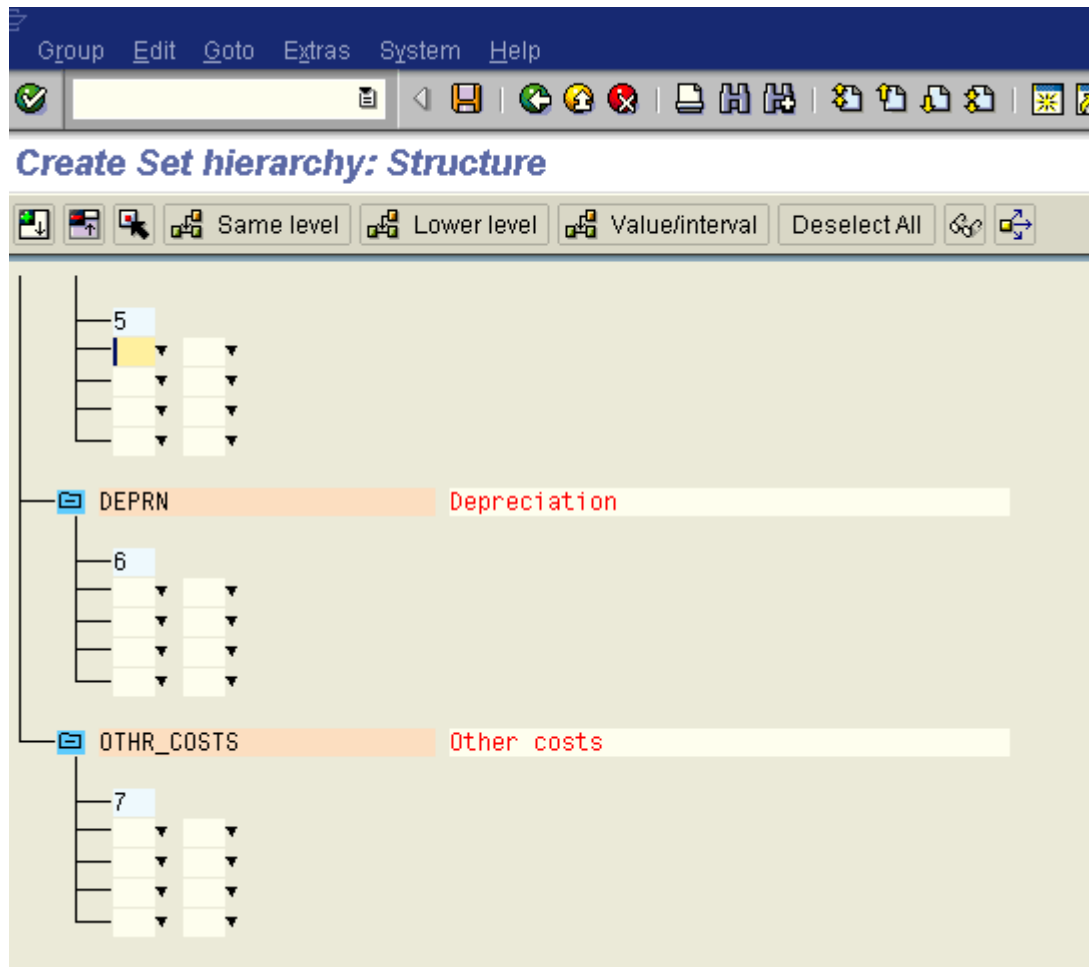 Group Edit Goto Extras System Help
Create Set hierarchy: Structure
Same level Lower level Value/interval Deselect All
5
DEPRN Depreciation
6
OTHR_COSTS Other costs
7